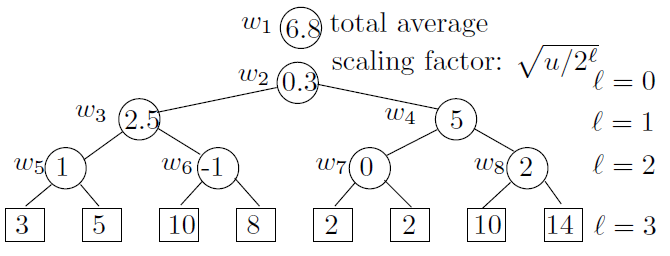 w₁ 6.8 total average
scaling factor: √(u/2^ℓ)
w₂ 0.3 ℓ = 0
w₃ 2.5 w₄ 5 ℓ = 1
w₅ 1 w₆ -1 w₇ 0 w₈ 2 ℓ = 2
3 5 10 8 2 2 10 14 ℓ = 3